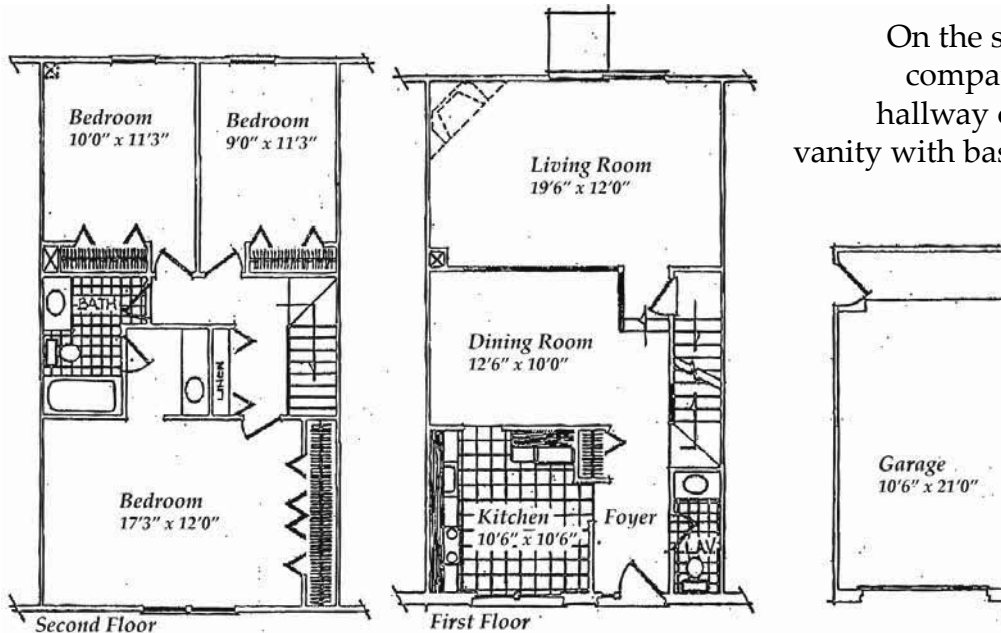 On the s
compa
hallway
vanity with bas
Bedroom
10'0" x 11'3"
Bedroom
9'0" x 11'3"
BATH
LINEN
Bedroom
17'3" x 12'0"
Second Floor
Living Room
19'6" x 12'0"
Dining Room
12'6" x 10'0"
Kitchen
10'6" x 10'6"
Foyer
LAV.
First Floor
Garage
10'6" x 21'0"